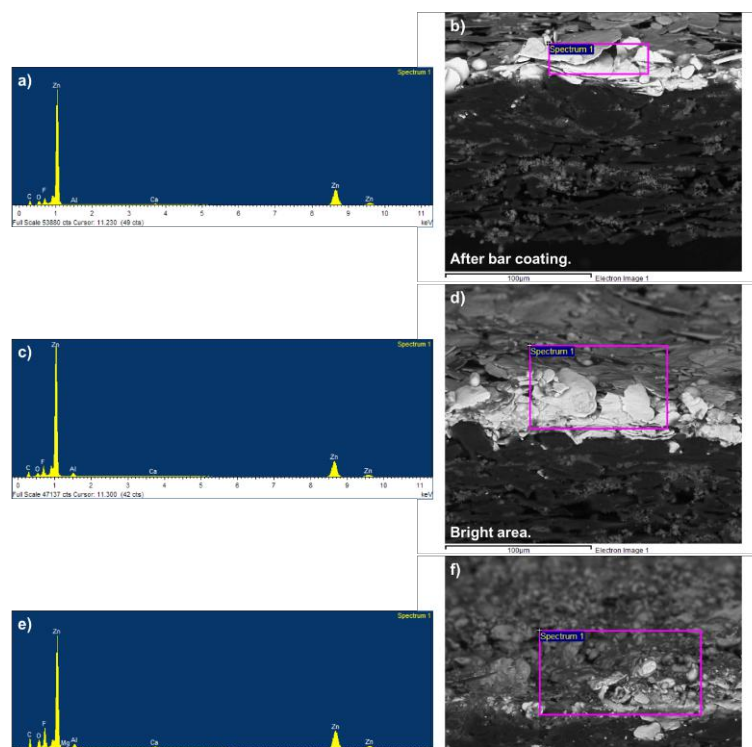 a)
Spectrum 1
Zn
F
C O
Al
Ca
Zn
Zn
0 1 2 3 4 5 6 7 8 9 10 11
Full Scale 53880 cts Cursor: 11.230 (49 cts) keV
b)
Spectrum 1
After bar coating.
100µm Electron Image 1
c)
Spectrum 1
Zn
F
C O
Al
Ca
Zn
Zn
0 1 2 3 4 5 6 7 8 9 10 11
Full Scale 47137 cts Cursor: 11.300 (42 cts) keV
d)
Spectrum 1
Bright area.
100µm Electron Image 1
e)
Spectrum 1
Zn
F
C O
Mg Al
Ca
Zn
Zn
f)
Spectrum 1